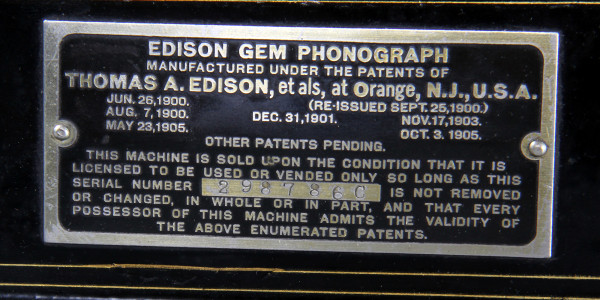 EDISON GEM PHONOGRAPH
MANUFACTURED UNDER THE PATENTS OF
THOMAS A. EDISON, et als, at Orange, N.J., U.S.A.
JUN. 26, 1900. (RE-ISSUED SEPT. 25, 1900.)
AUG. 7, 1900. DEC. 31, 1901. NOV. 17, 1903.
MAY 23, 1905. OCT. 3, 1905.
OTHER PATENTS PENDING.
THIS MACHINE IS SOLD UPON THE CONDITION THAT IT IS
LICENSED TO BE USED OR VENDED ONLY SO LONG AS THIS
SERIAL NUMBER 298786C IS NOT REMOVED
OR CHANGED, IN WHOLE OR IN PART, AND THAT EVERY
POSSESSOR OF THIS MACHINE ADMITS THE VALIDITY OF
THE ABOVE ENUMERATED PATENTS.